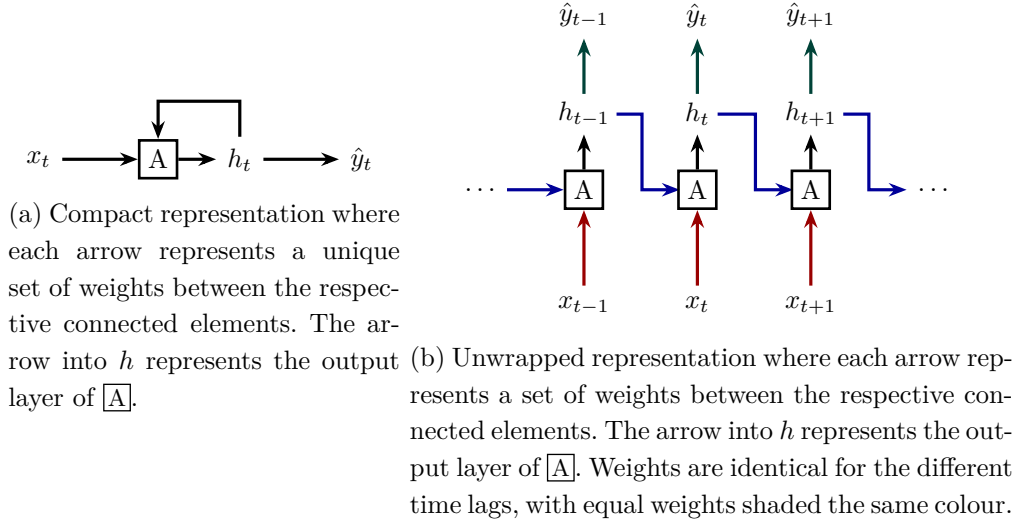 x_t A h_t ŷ_t
(a) Compact representation where
each arrow represents a unique
set of weights between the respec-
tive connected elements. The ar-
row into h represents the output
layer of A.
ŷ_{t−1} ŷ_t ŷ_{t+1}
h_{t−1} h_t h_{t+1}
··· A A A ···
x_{t−1} x_t x_{t+1}
(b) Unwrapped representation where each arrow rep-
resents a set of weights between the respective con-
nected elements. The arrow into h represents the out-
put layer of A. Weights are identical for the different
time lags, with equal weights shaded the same colour.